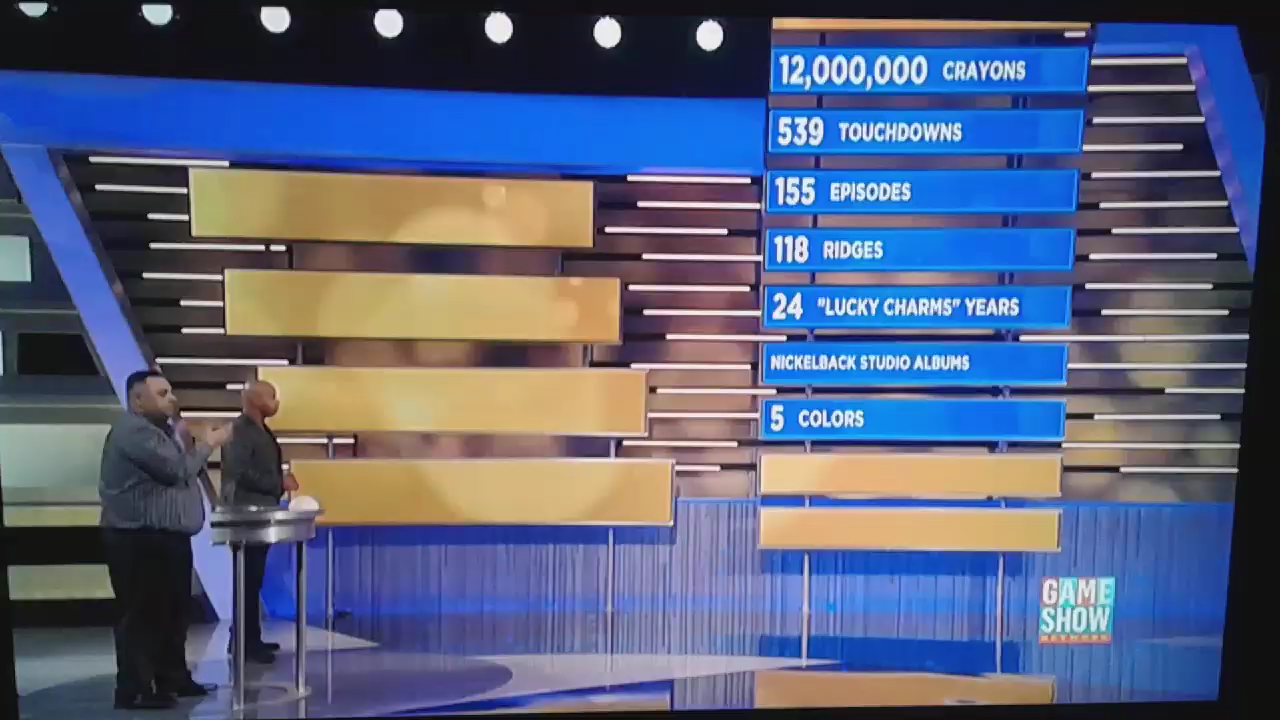 12,000,000 CRAYONS
539 TOUCHDOWNS
155 EPISODES
118 RIDGES
24 "LUCKY CHARMS" YEARS
NICKELBACK STUDIO ALBUMS
5 COLORS
GAME
SHOW
NETWORK